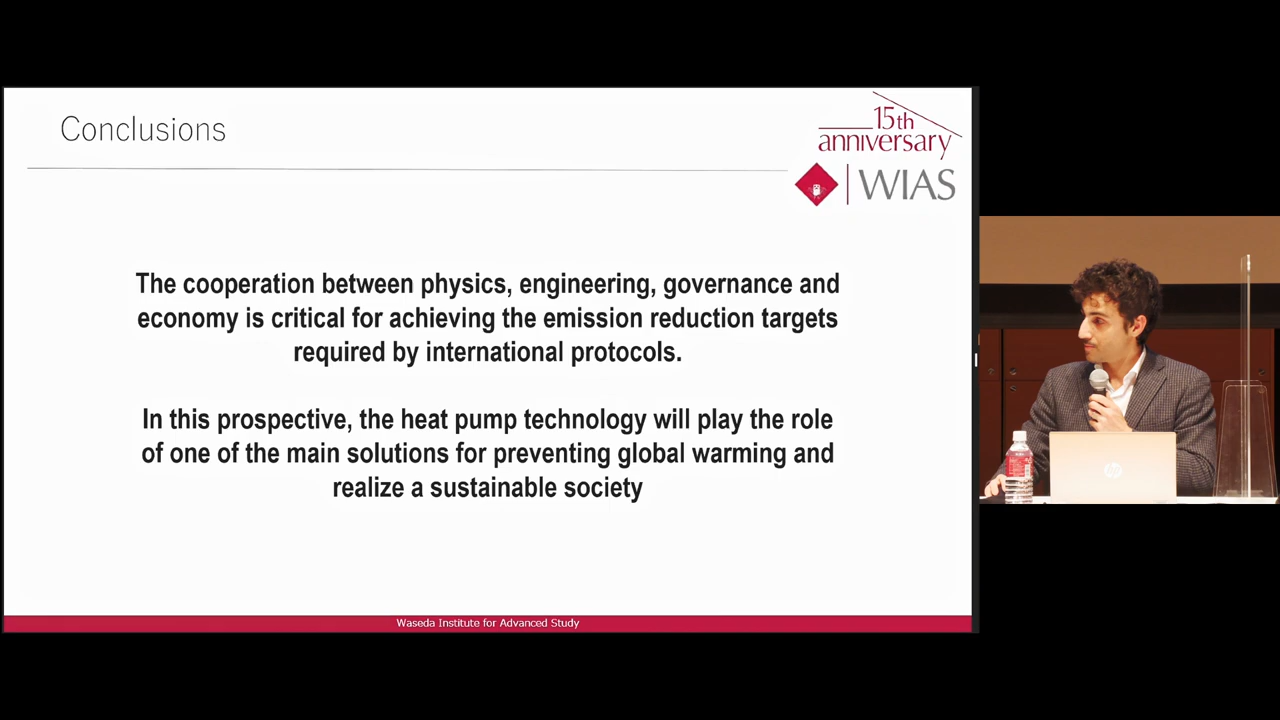 Conclusions
15th
anniversary
WIAS
The cooperation between physics, engineering, governance and
economy is critical for achieving the emission reduction targets
required by international protocols.
In this prospective, the heat pump technology will play the role
of one of the main solutions for preventing global warming and
realize a sustainable society
Waseda Institute for Advanced Study
hp